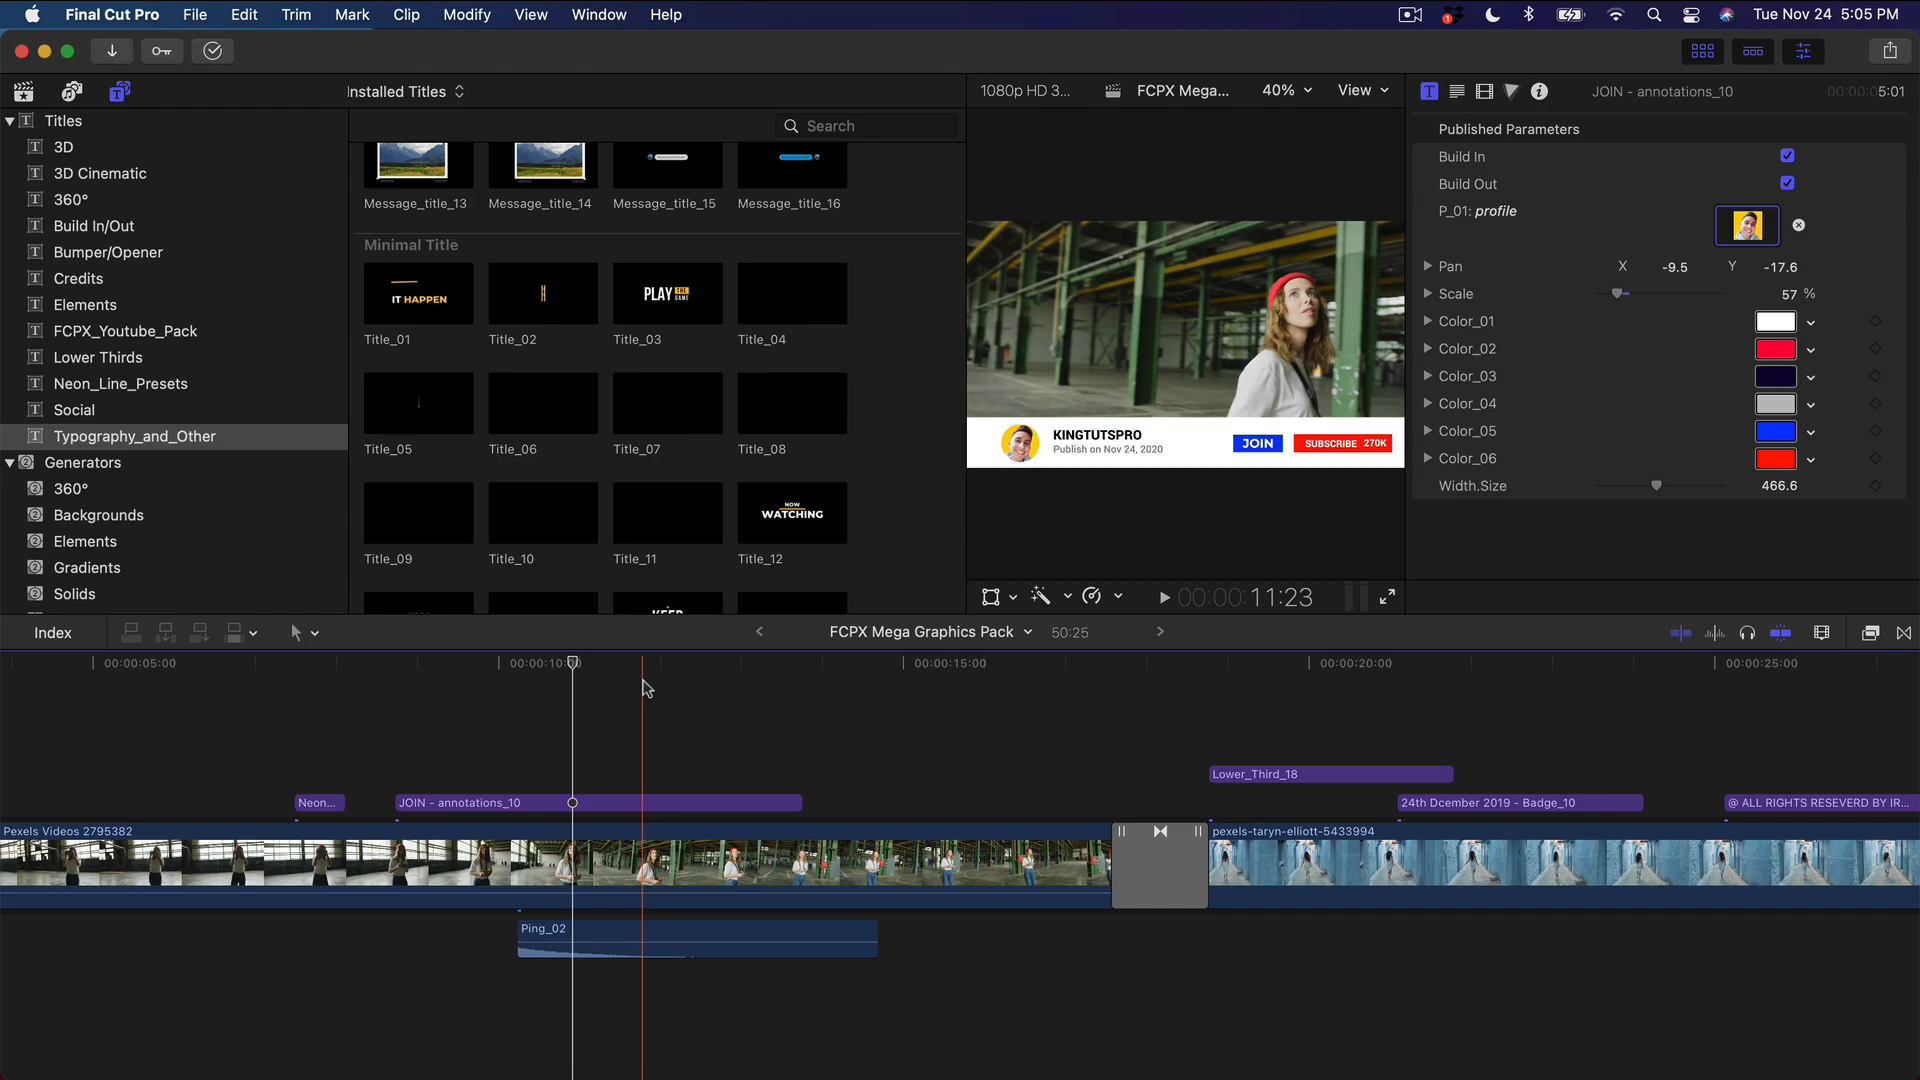 Final Cut Pro File Edit Trim Mark Clip Modify View Window Help 1 Tue Nov 24 5:05 PM
Installed Titles
1080p HD 3... FCPX Mega... 40% View
JOIN - annotations_10 00:00:05:01
Titles
3D
3D Cinematic
360°
Build In/Out
Bumper/Opener
Credits
Elements
FCPX_Youtube_Pack
Lower Thirds
Neon_Line_Presets
Social
Typography_and_Other
Generators
360°
Backgrounds
Elements
Gradients
Solids
Search
Message_title_13 Message_title_14 Message_title_15 Message_title_16
Minimal Title
IT HAPPEN
PLAY THE GAME
Title_01 Title_02 Title_03 Title_04
Title_05 Title_06 Title_07 Title_08
NOW
WATCHING
Title_09 Title_10 Title_11 Title_12
KINGTUTSPRO
Publish on Nov 24, 2020
JOIN
SUBSCRIBE 270K
00:00:11:23
Published Parameters
Build In
Build Out
P_01: profile
Pan X -9.5 Y -17.6
Scale 57 %
Color_01
Color_02
Color_03
Color_04
Color_05
Color_06
Width.Size 466.6
Index
FCPX Mega Graphics Pack 50:25
00:00:05:00 00:00:10:00 00:00:15:00 00:00:20:00 00:00:25:00
Lower_Third_18
Neon... JOIN - annotations_10 24th Dcember 2019 - Badge_10 @ ALL RIGHTS RESEVERD BY IR...
Pexels Videos 2795382 pexels-taryn-elliott-5433994
Ping_02